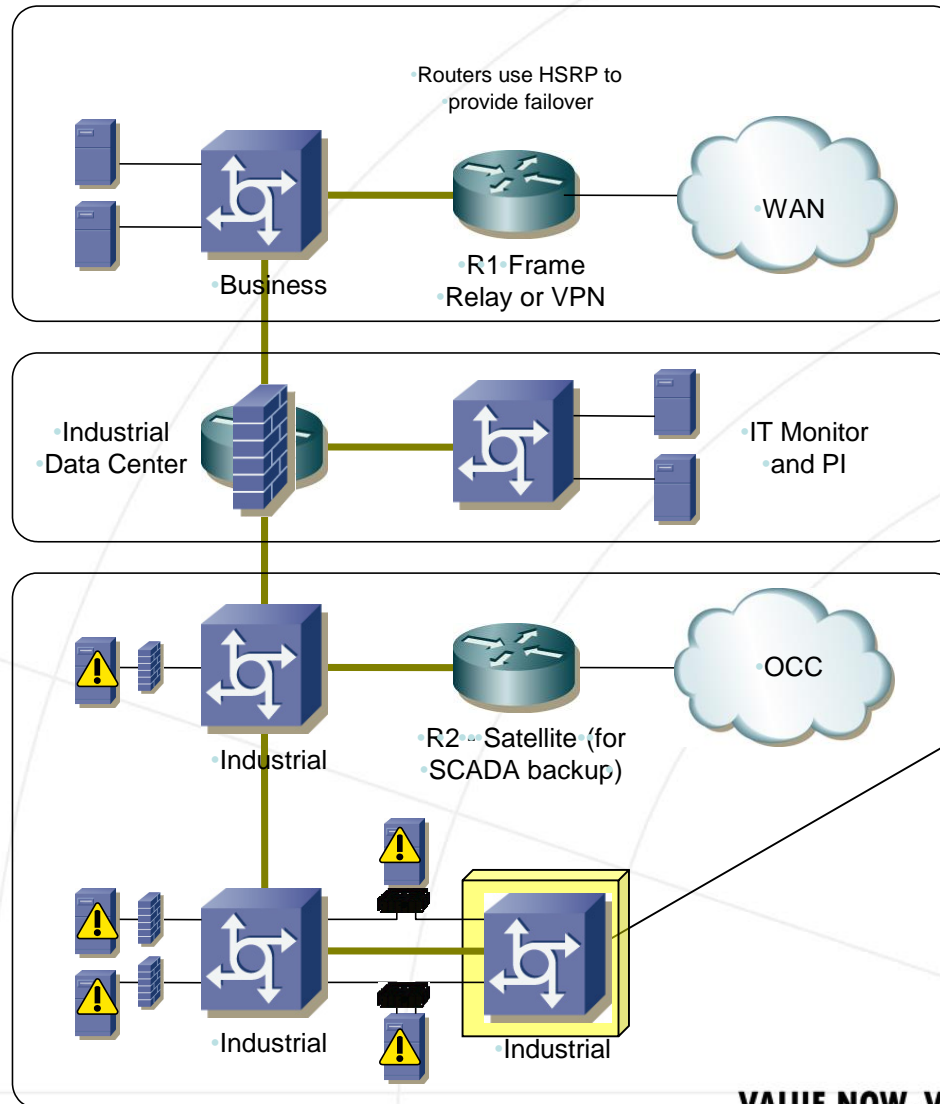 •Routers use HSRP to
•provide failover
•WAN
•Business
•R1•Frame
•Relay or VPN
•Industrial
•Data Center
•IT Monitor
•and PI
•OCC
•Industrial
•R2•-•Satellite•(for
•SCADA backup•)
•Industrial
•Industrial
VALUE NOW, V